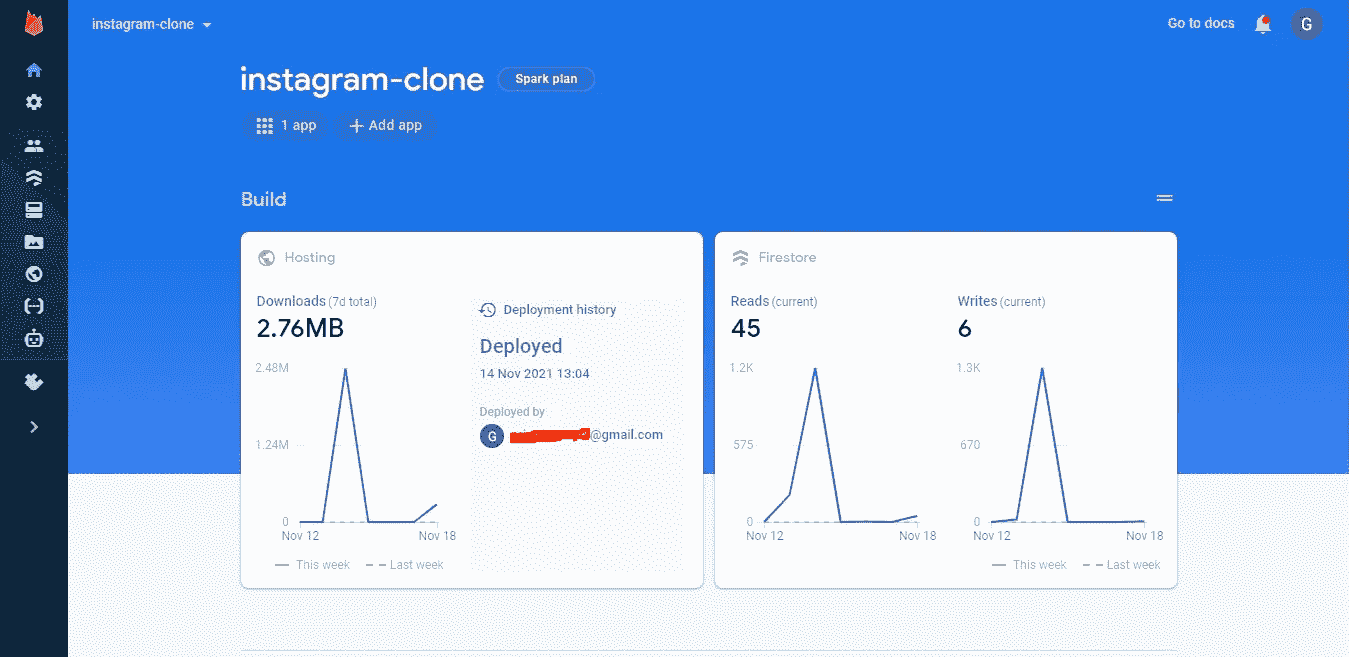 instagram-clone
Go to docs
G
instagram-clone
Spark plan
1 app
Add app
Build
Hosting
Downloads (7d total)
2.76MB
2.48M
1.24M
0
Nov 12
Nov 18
This week
Last week
Deployment history
Deployed
14 Nov 2021 13:04
Deployed by
G
@gmail.com
Firestore
Reads (current)
45
1.2K
575
0
Nov 12
Nov 18
Writes (current)
6
1.3K
670
0
Nov 12
Nov 18
This week
Last week